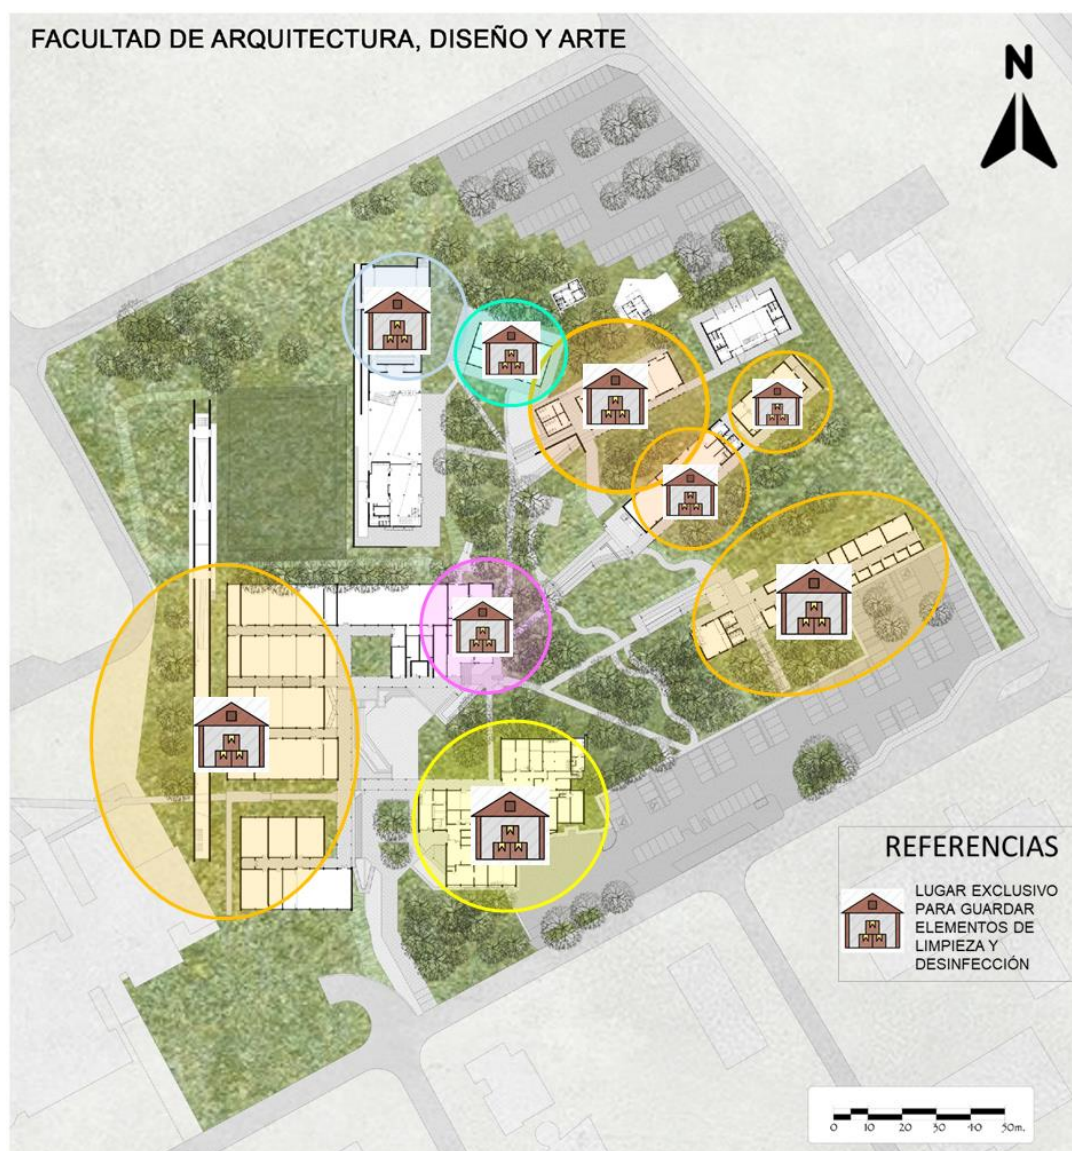 FACULTAD DE ARQUITECTURA, DISEÑO Y ARTE
N
REFERENCIAS
LUGAR EXCLUSIVO
PARA GUARDAR
ELEMENTOS DE
LIMPIEZA Y
DESINFECCIÓN
0 10 20 30 40 50m.